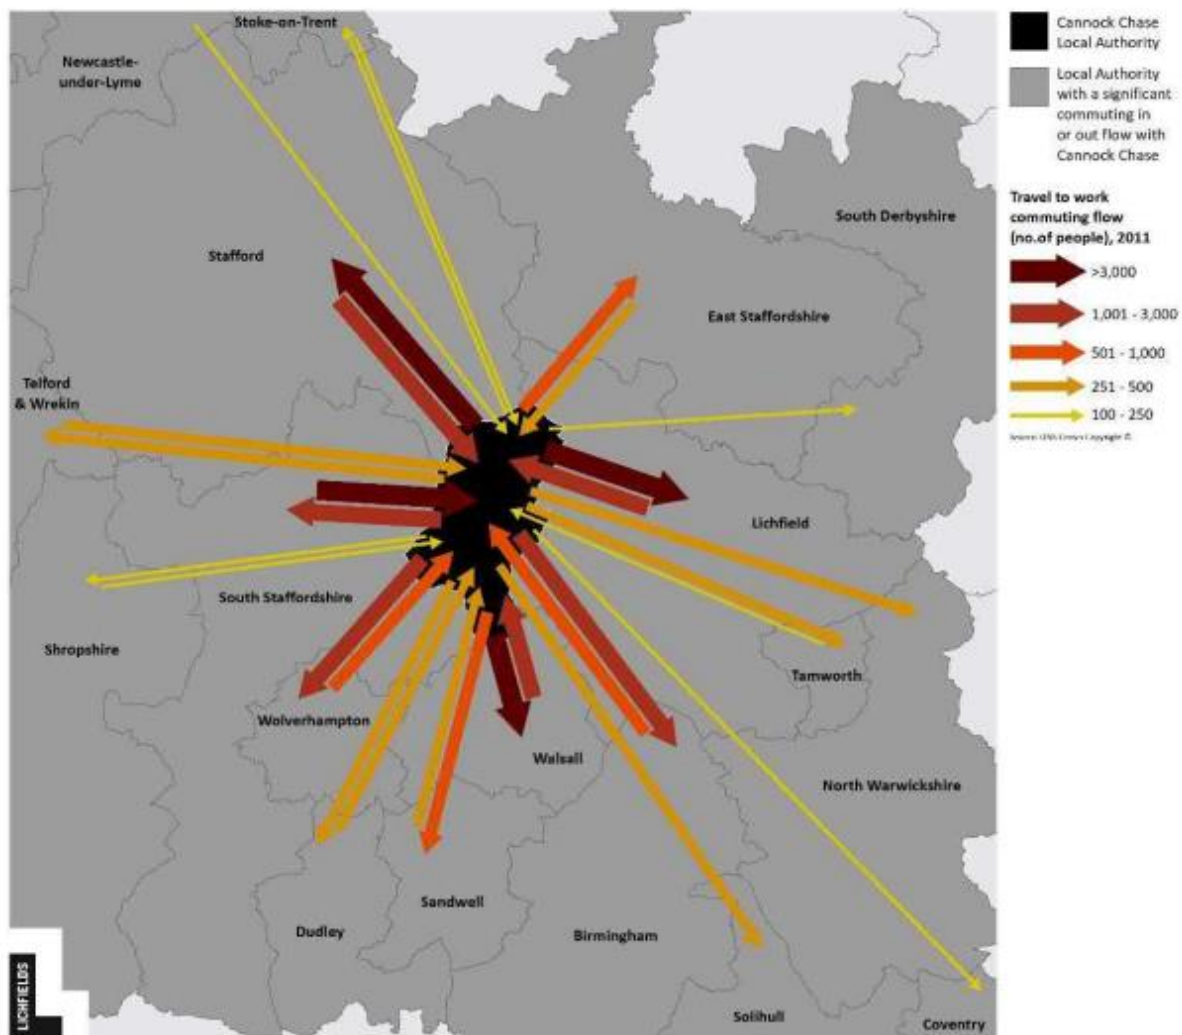 Stoke-on-Trent
Newcastle-
under-Lyme
South Derbyshire
Stafford
East Staffordshire
Telford
& Wrekin
Lichfield
South Staffordshire
Shropshire
Tamworth
Wolverhampton
Walsall
North Warwickshire
Sandwell
Dudley
Birmingham
Solihull
Coventry
LICHFIELDS
Cannock Chase
Local Authority
Local Authority
with a significant
commuting in
or out flow with
Cannock Chase
Travel to work
commuting flow
(no.of people), 2011
>3,000
1,001 - 3,000
501 - 1,000
251 - 500
100 - 250
Census Copyright ©